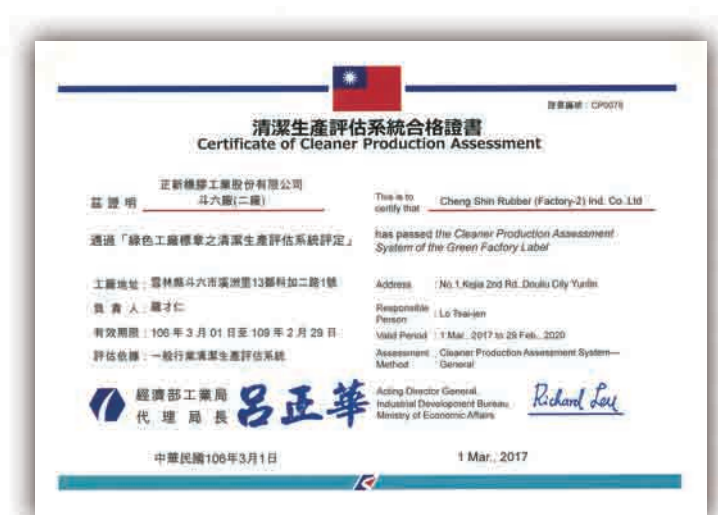 證書編號：CP0076
清潔生產評估系統合格證書
Certificate of Cleaner Production Assessment
正新橡膠工業股份有限公司
茲證明 斗六廠(二廠)
This is to certify that Cheng Shin Rubber (Factory-2) Ind. Co. Ltd
通過「綠色工廠標章之清潔生產評估系統評定」
has passed the Cleaner Production Assessment
System of the Green Factory Label
工廠地址：雲林縣斗六市溪洲里13鄰科加二路1號
Address : No.1,Kejia 2nd Rd.,Douliu City Yunlin
負責人：羅才仁
Responsible Person : Lo Tsai-jen
有效期限：106年3月01日至109年2月29日
Valid Period : 1 Mar., 2017 to 29 Feb., 2020
評估依據：一般行業清潔生產評估系統
Assessment Method : Cleaner Production Assessment System—
General
經濟部工業局
代理局長 呂正華
Acting Director General,
Industrial Development Bureau
Ministry of Economic Affairs
Richard Leu
中華民國106年3月1日
1 Mar., 2017